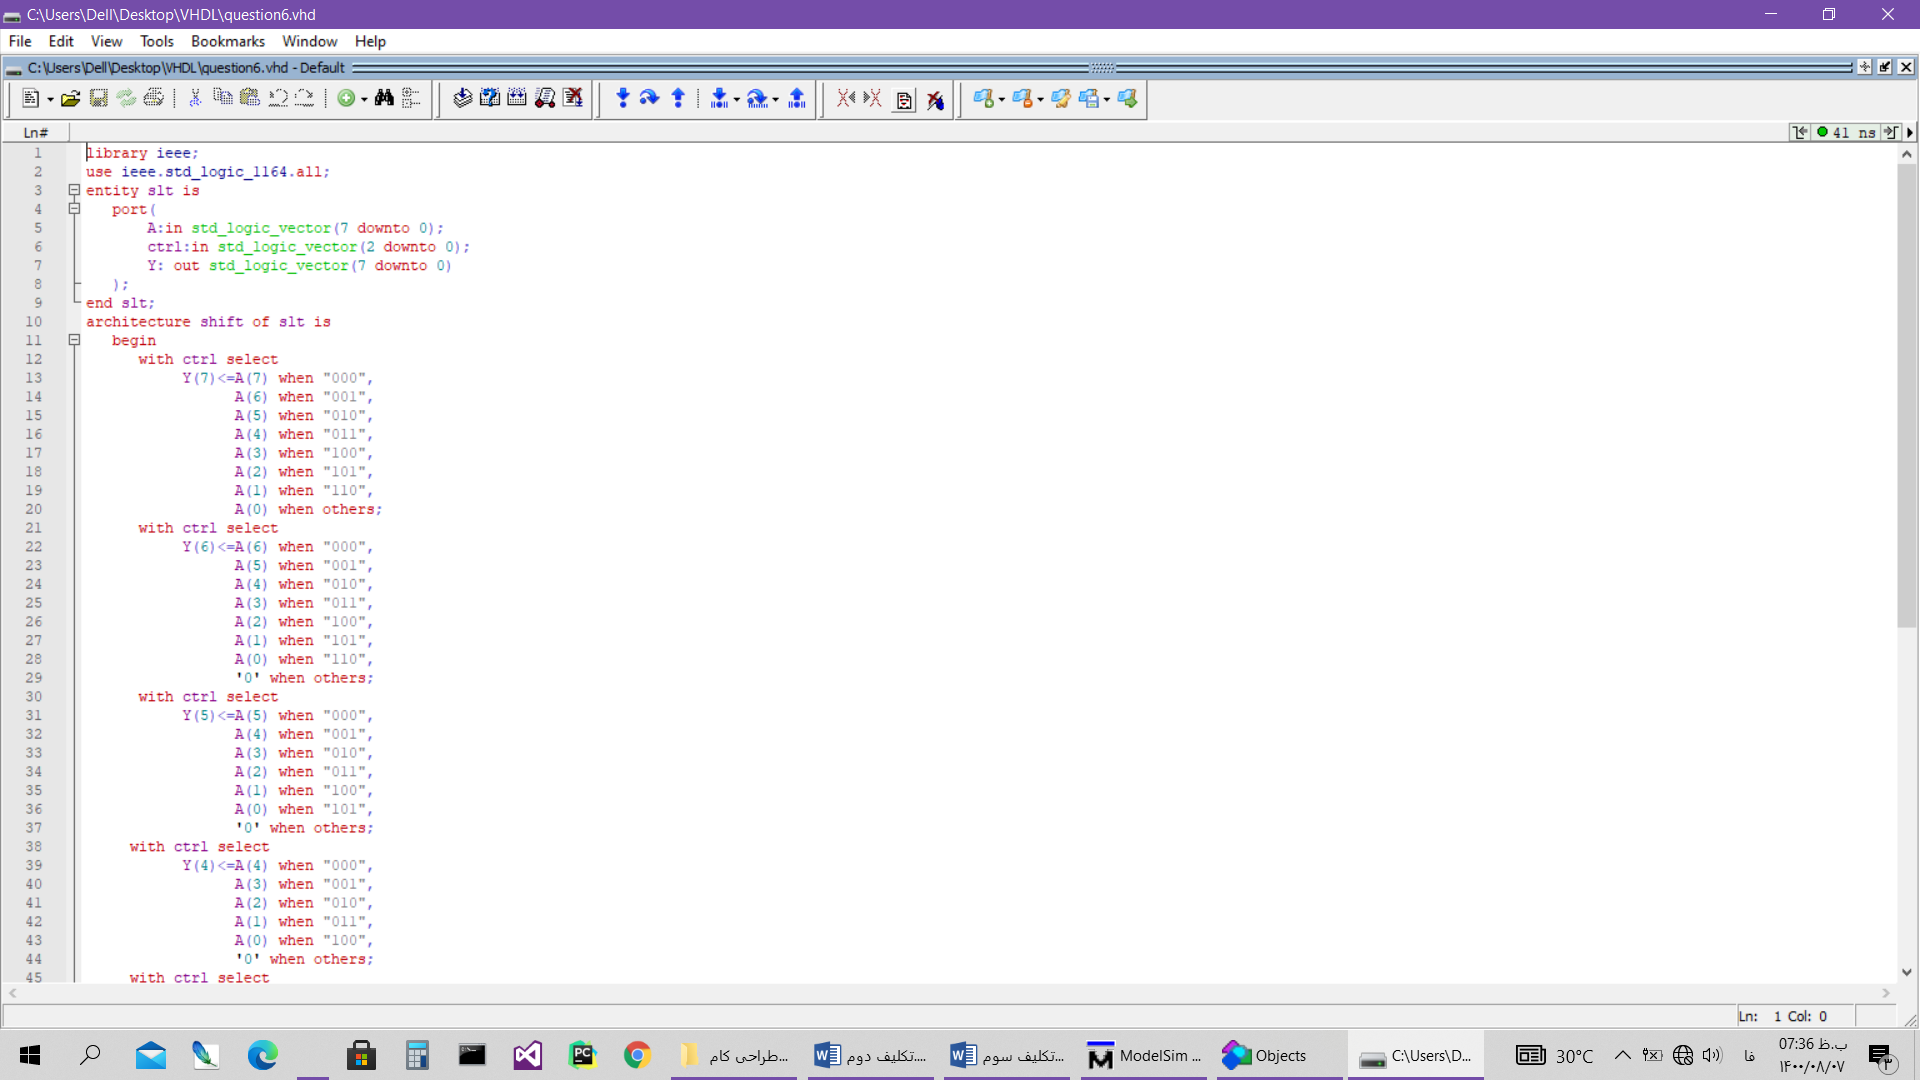 C:\Users\Dell\Desktop\VHDL\question6.vhd
File Edit View Tools Bookmarks Window Help
C:\Users\Dell\Desktop\VHDL\question6.vhd - Default
Ln#
41 ns
1 library ieee;
2 use ieee.std_logic_1164.all;
3 entity slt is
4 port(
5 A:in std_logic_vector(7 downto 0);
6 ctrl:in std_logic_vector(2 downto 0);
7 Y: out std_logic_vector(7 downto 0)
8 );
9 end slt;
10 architecture shift of slt is
11 begin
12 with ctrl select
13 Y(7)<=A(7) when "000",
14 A(6) when "001",
15 A(5) when "010",
16 A(4) when "011",
17 A(3) when "100",
18 A(2) when "101",
19 A(1) when "110",
20 A(0) when others;
21 with ctrl select
22 Y(6)<=A(6) when "000",
23 A(5) when "001",
24 A(4) when "010",
25 A(3) when "011",
26 A(2) when "100",
27 A(1) when "101",
28 A(0) when "110",
29 '0' when others;
30 with ctrl select
31 Y(5)<=A(5) when "000",
32 A(4) when "001",
33 A(3) when "010",
34 A(2) when "011",
35 A(1) when "100",
36 A(0) when "101",
37 '0' when others;
38 with ctrl select
39 Y(4)<=A(4) when "000",
40 A(3) when "001",
41 A(2) when "010",
42 A(1) when "011",
43 A(0) when "100",
44 '0' when others;
45 with ctrl select
Ln: 1 Col: 0
طراحی کام...
تکلیف دوم...
تکلیف سوم...
ModelSim ...
Objects
C:\Users\D...
30°C
فا
07:36 ب.ظ
۱۴۰۰/۰۸/۰۷
۳